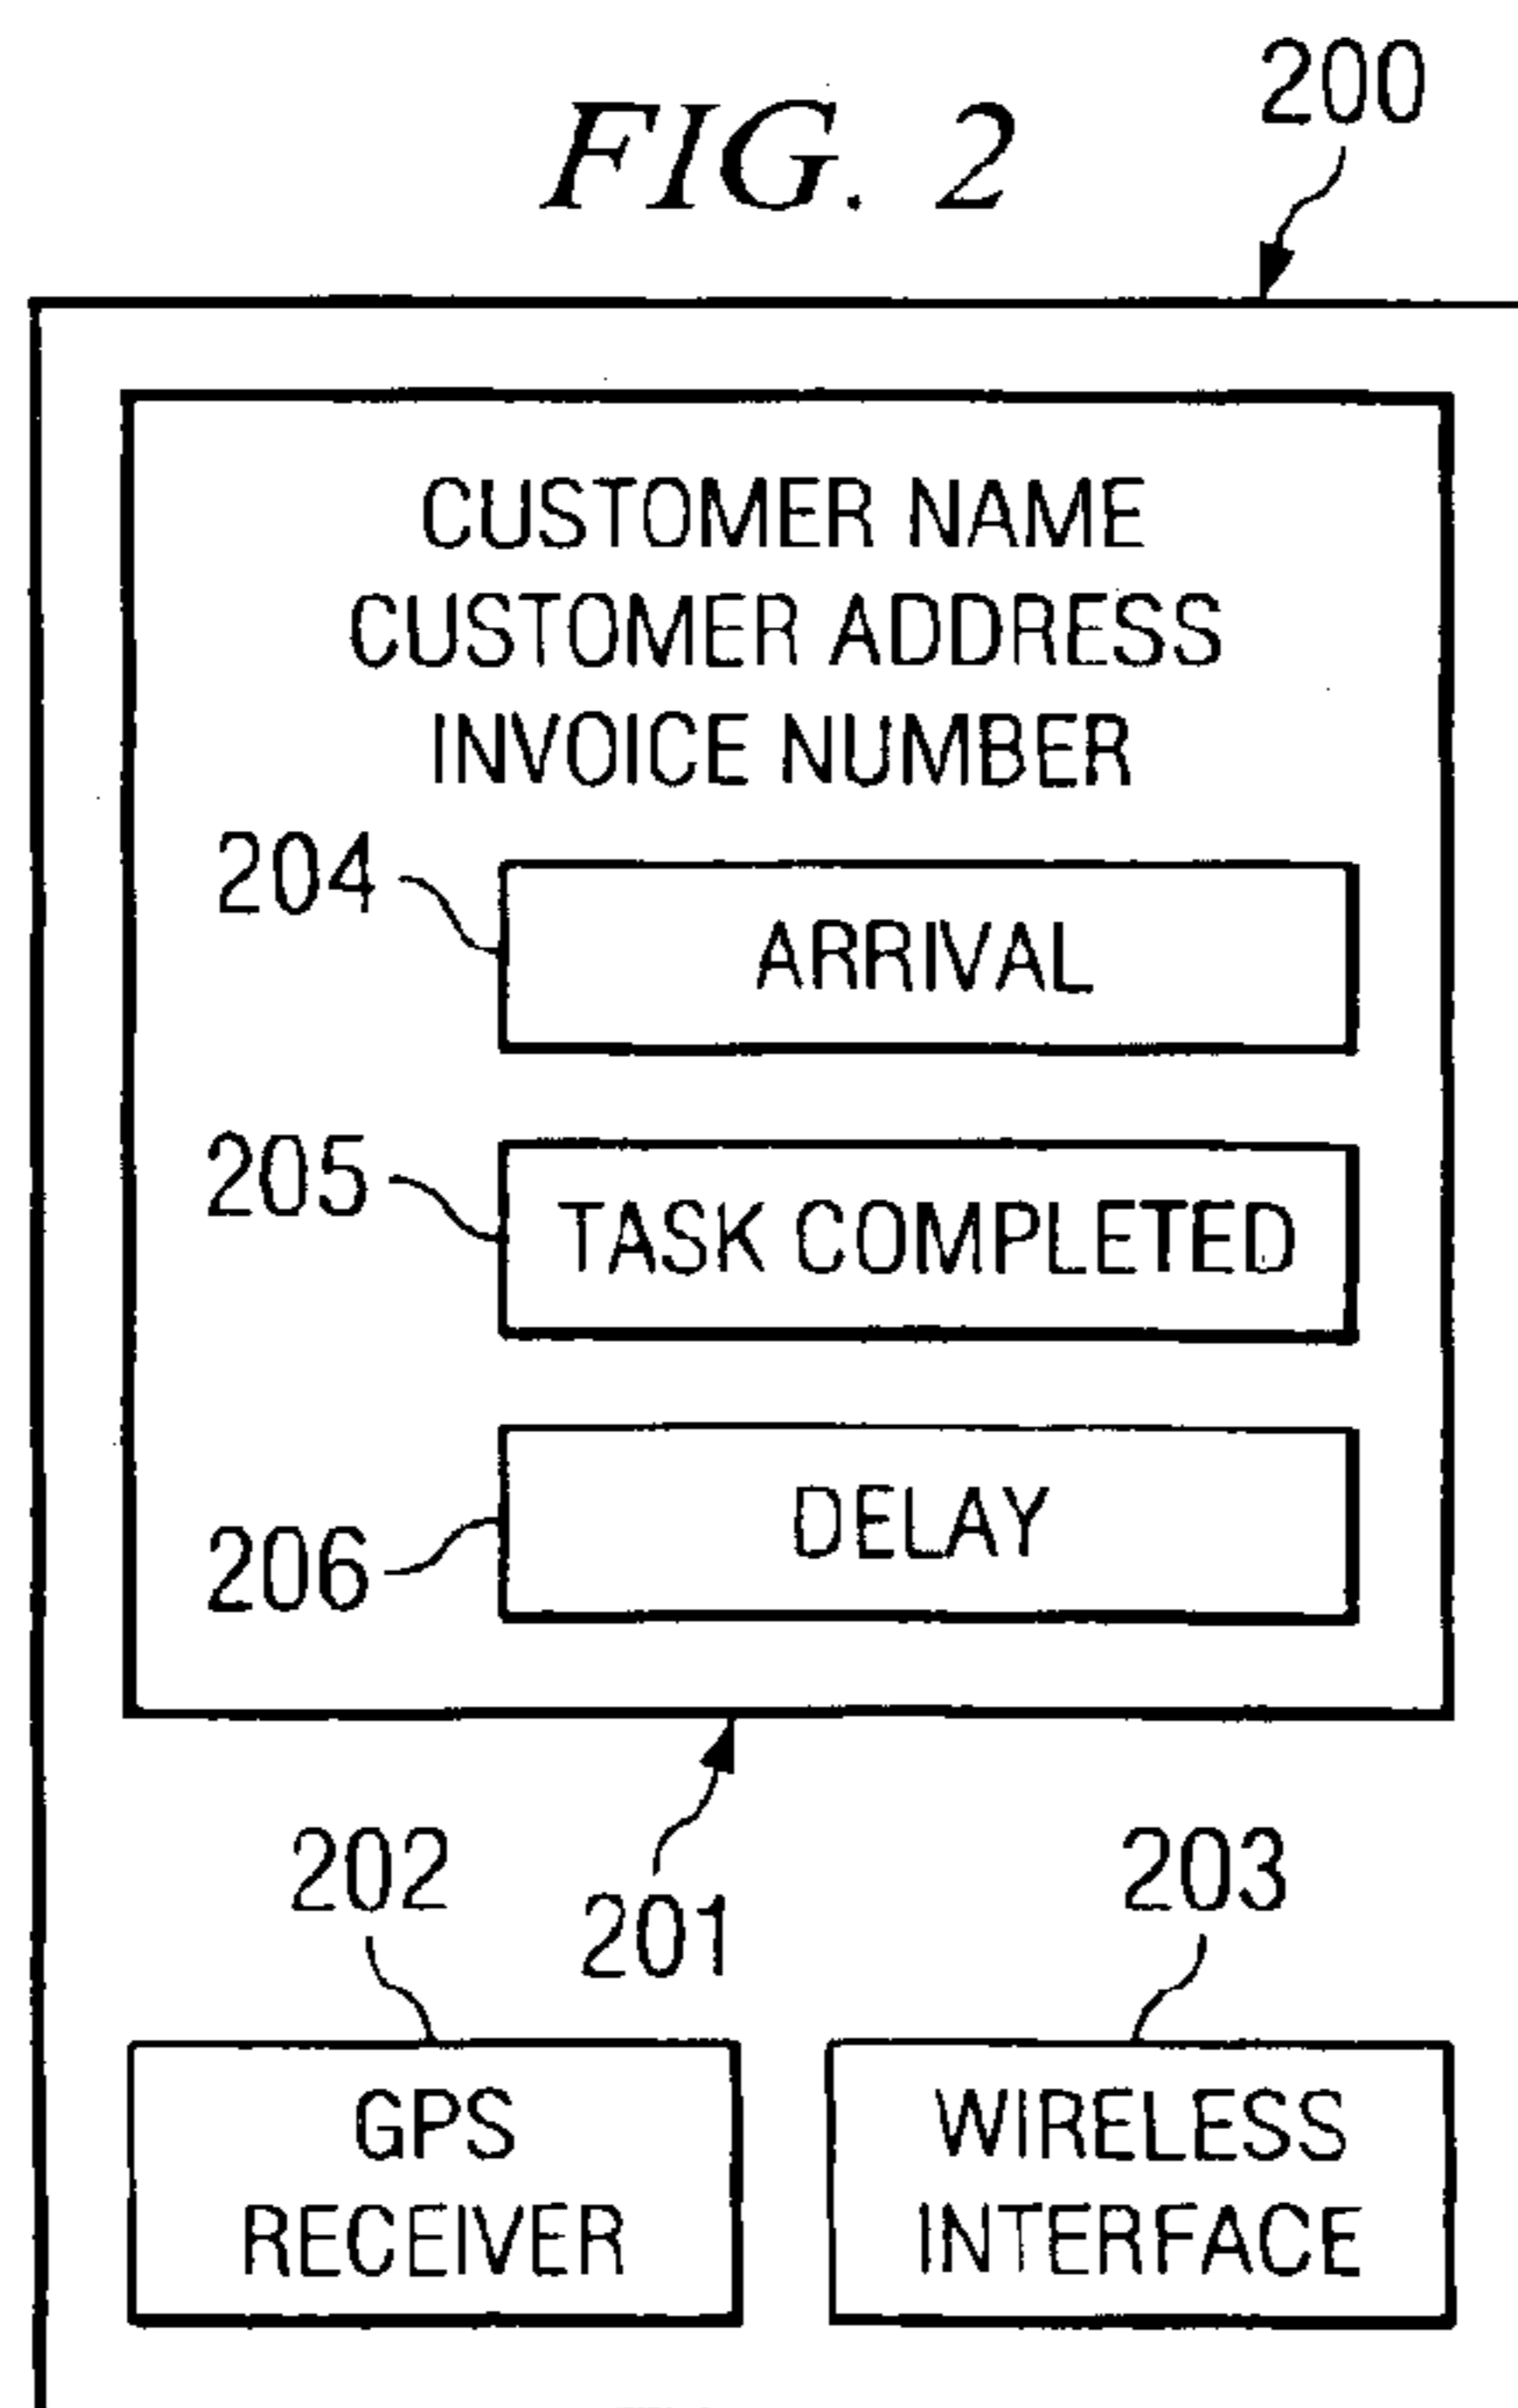 FIG. 2
200
CUSTOMER NAME
CUSTOMER ADDRESS
INVOICE NUMBER
204
ARRIVAL
205
TASK COMPLETED
206
DELAY
201
202
203
GPS
RECEIVER
WIRELESS
INTERFACE